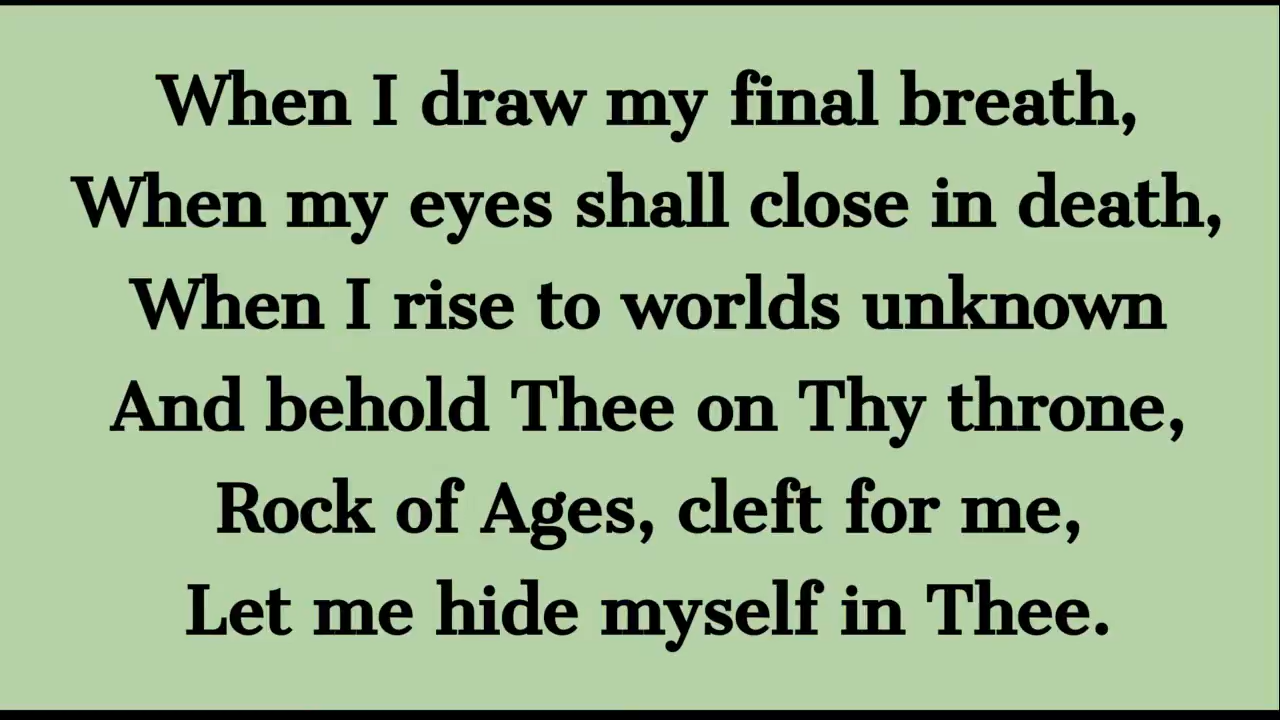 When I draw my final breath,
When my eyes shall close in death,
When I rise to worlds unknown
And behold Thee on Thy throne,
Rock of Ages, cleft for me,
Let me hide myself in Thee.